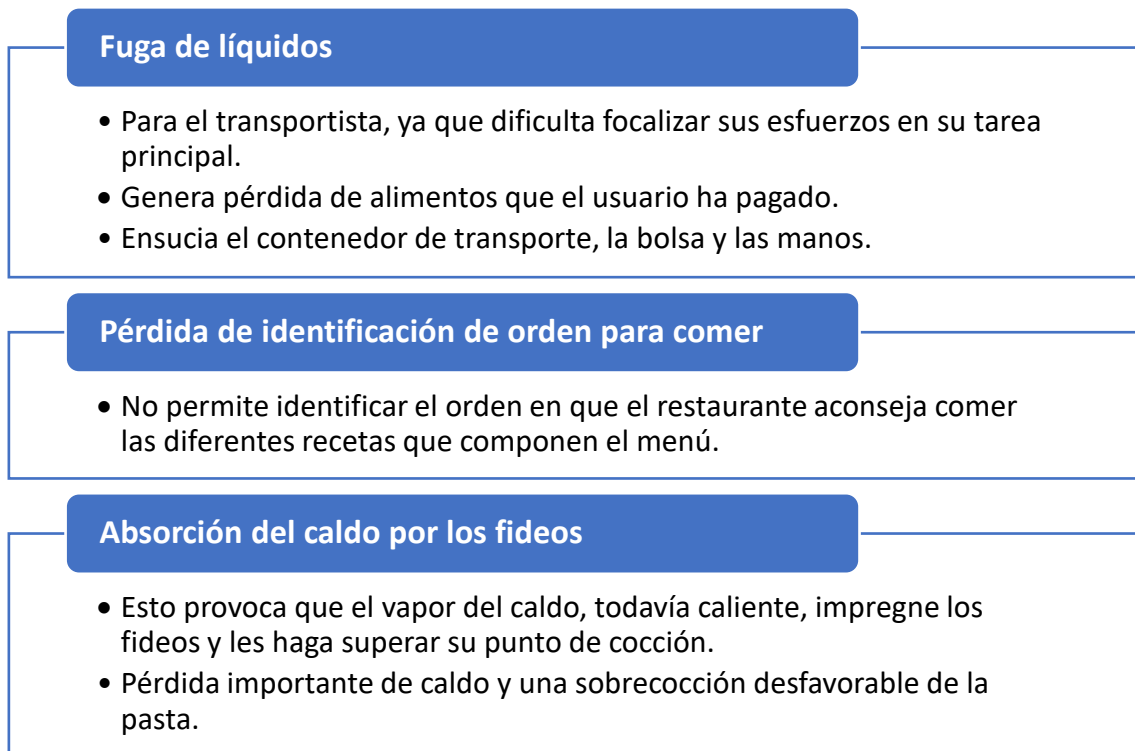 Fuga de líquidos
• Para el transportista, ya que dificulta focalizar sus esfuerzos en su tarea
principal.
• Genera pérdida de alimentos que el usuario ha pagado.
• Ensucia el contenedor de transporte, la bolsa y las manos.
Pérdida de identificación de orden para comer
• No permite identificar el orden en que el restaurante aconseja comer
las diferentes recetas que componen el menú.
Absorción del caldo por los fideos
• Esto provoca que el vapor del caldo, todavía caliente, impregne los
fideos y les haga superar su punto de cocción.
• Pérdida importante de caldo y una sobrecocción desfavorable de la
pasta.